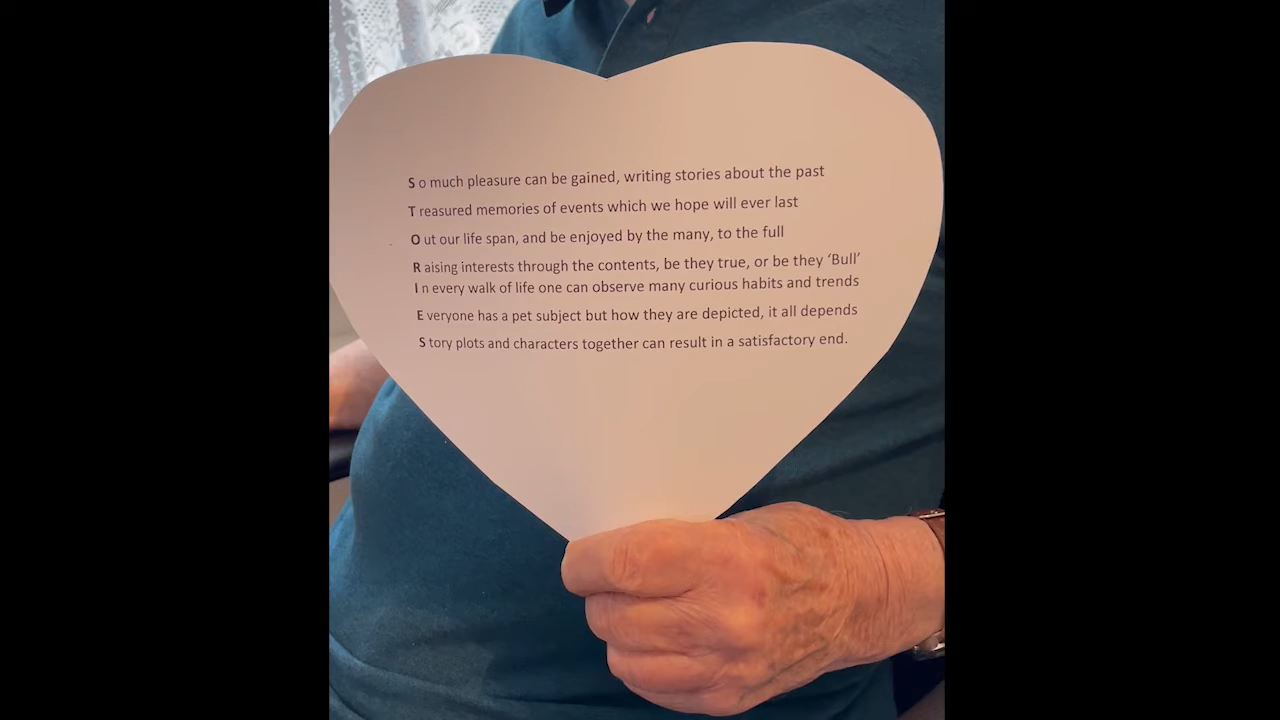 S o much pleasure can be gained, writing stories about the past
T reasured memories of events which we hope will ever last
O ut our life span, and be enjoyed by the many, to the full
R aising interests through the contents, be they true, or be they ‘Bull’
I n every walk of life one can observe many curious habits and trends
E veryone has a pet subject but how they are depicted, it all depends
S tory plots and characters together can result in a satisfactory end.